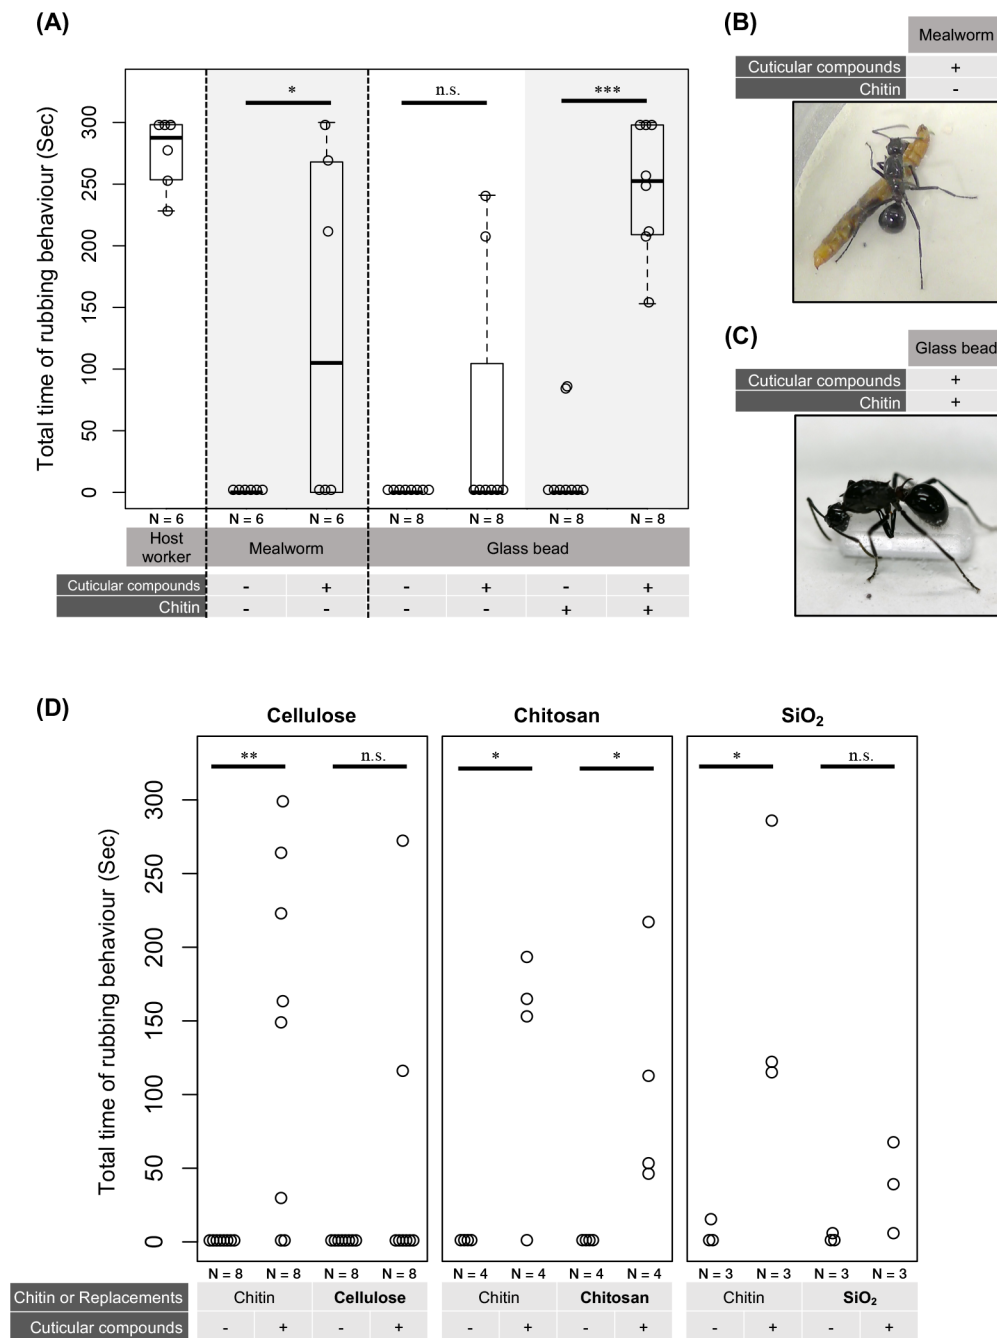 (A)
Total time of rubbing behaviour (Sec)
300
250
200
150
100
50
0
*
n.s.
***
N = 6
N = 6
N = 6
N = 8
N = 8
N = 8
N = 8
Host worker
Mealworm
Glass bead
Cuticular compounds - + - + - +
Chitin - - - - + +
(B)
Mealworm
Cuticular compounds +
Chitin -
(C)
Glass bead
Cuticular compounds +
Chitin +
(D)
Cellulose
Chitosan
SiO2
Total time of rubbing behaviour (Sec)
300
250
200
150
100
50
0
**
n.s.
*
*
*
n.s.
N = 8
N = 8
N = 8
N = 8
N = 4
N = 4
N = 4
N = 4
N = 3
N = 3
N = 3
N = 3
Chitin or Replacements Chitin Cellulose Chitin Chitosan Chitin SiO2
Cuticular compounds - + - + - + - + - + - +